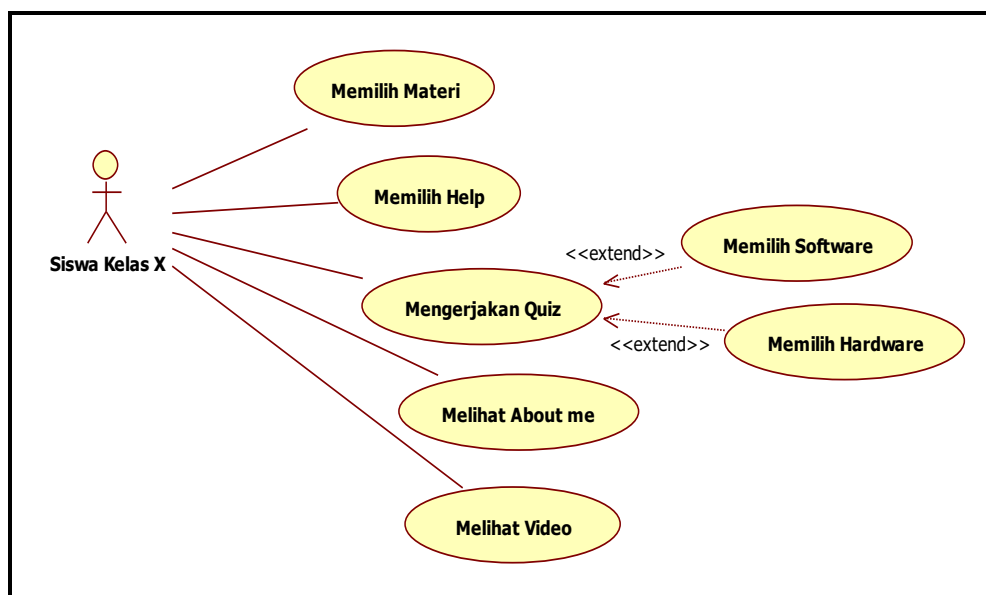 Memilih Materi
Memilih Help
Siswa Kelas X
Memilih Software
<<extend>>
Mengerjakan Quiz
<<extend>>
Memilih Hardware
Melihat About me
Melihat Video